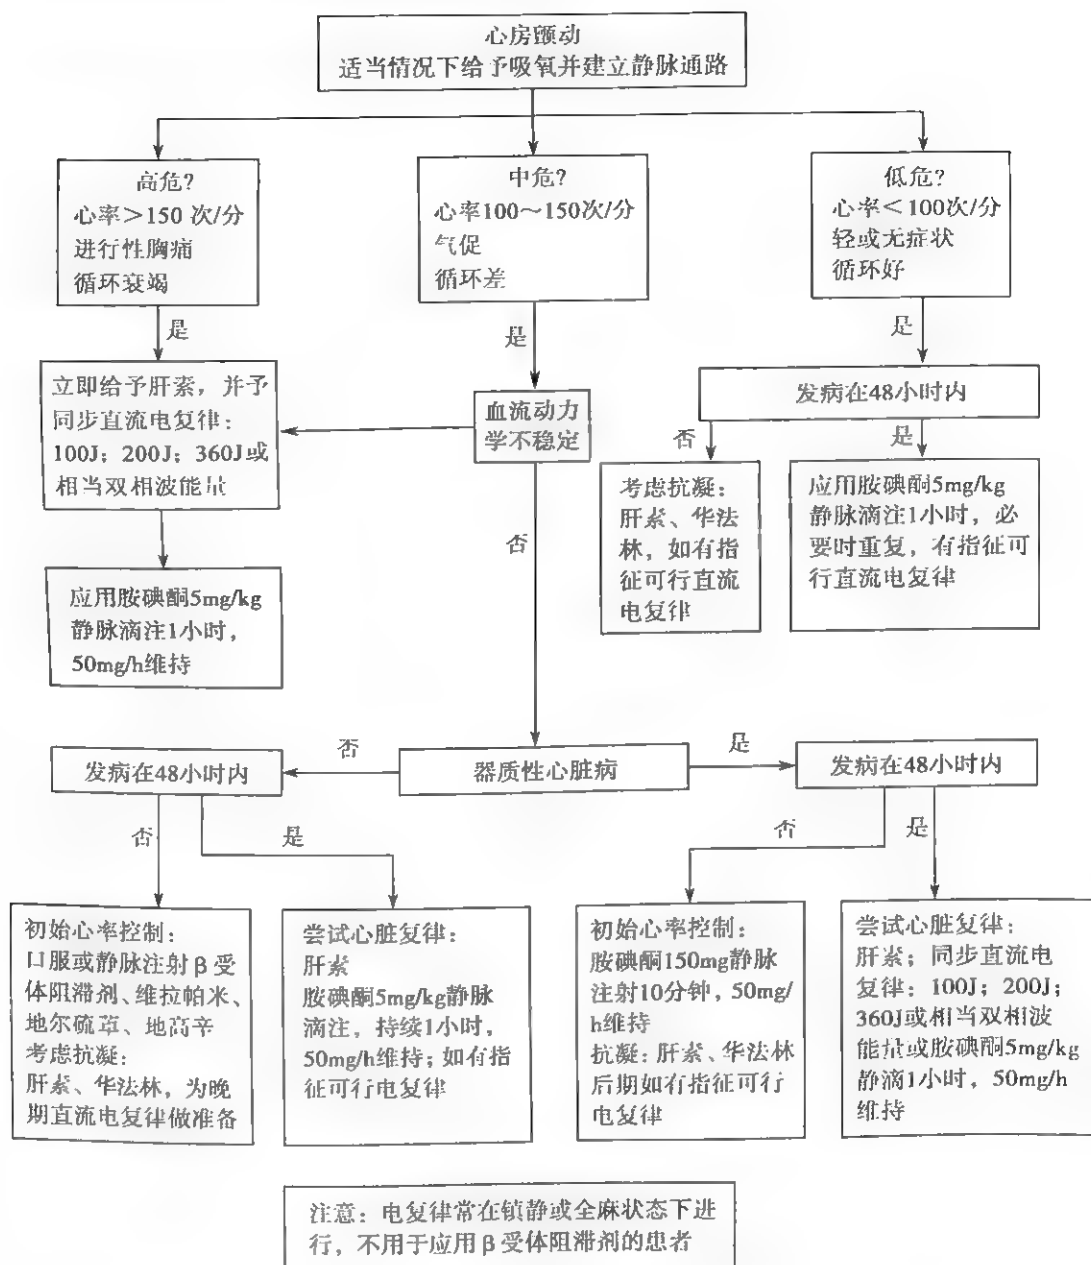 心房颤动
适当情况下给予吸氧并建立静脉通路
高危?
心率＞150 次/分
进行性胸痛
循环衰竭
中危?
心率100～150次/分
气促
循环差
低危?
心率＜100次/分
轻或无症状
循环好
是
是
是
立即给予肝素，并予
同步直流电复律：
100J；200J；360J或
相当双相波能量
血流动力
学不稳定
发病在48小时内
否
是
否
考虑抗凝：
肝素、华法
林，如有指
征可行直流
电复律
应用胺碘酮5mg/kg
静脉滴注1小时，必
要时重复，有指征可
行直流电复律
应用胺碘酮5mg/kg
静脉滴注1小时，
50mg/h维持
发病在48小时内
否
器质性心脏病
是
发病在48小时内
否
是
否
是
初始心率控制：
口服或静脉注射β受
体阻滞剂、维拉帕米、
地尔硫䓬、地高辛
考虑抗凝：
肝素、华法林，为晚
期直流电复律做准备
尝试心脏复律：
肝素
胺碘酮5mg/kg静脉
滴注，持续1小时，
50mg/h维持；如有指
征可行电复律
初始心率控制：
胺碘酮150mg静脉
注射10分钟，50mg/
h维持
抗凝：肝素、华法林
后期如有指征可行
电复律
尝试心脏复律：
肝素；同步直流电
复律：100J；200J；
360J或相当双相波
能量或胺碘酮5mg/kg
静滴1小时，50mg/h
维持
注意：电复律常在镇静或全麻状态下进
行，不用于应用β受体阻滞剂的患者